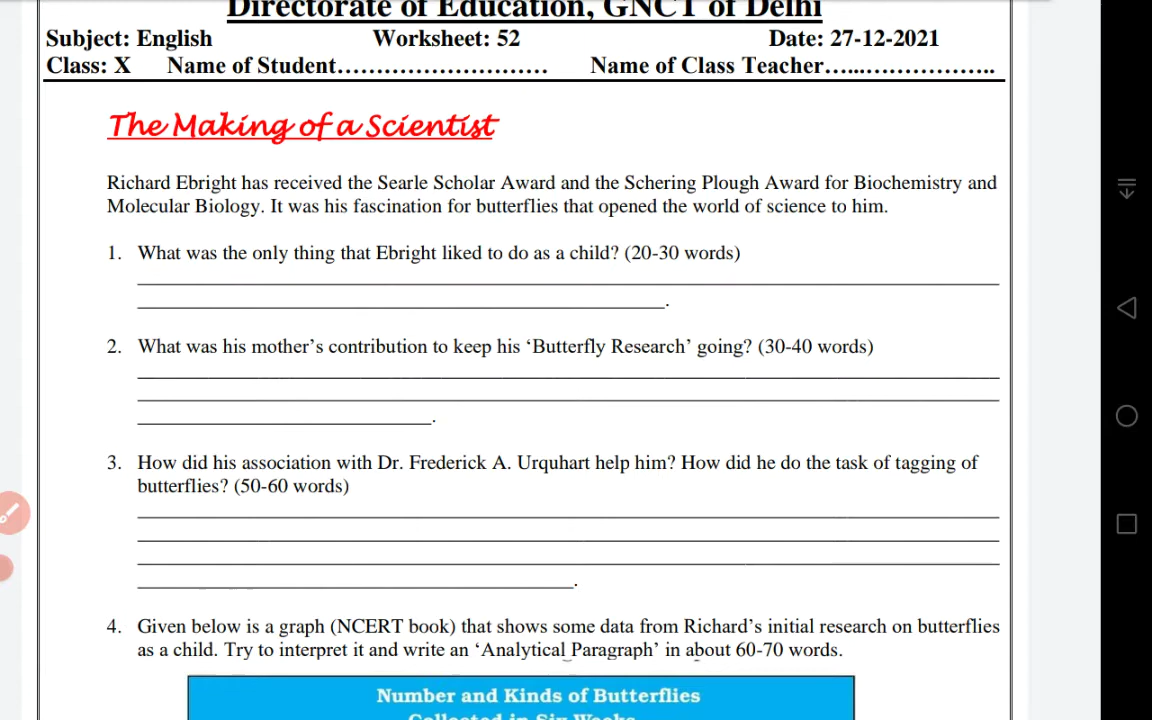 Directorate of Education, GNCT of Delhi
Subject: English Worksheet: 52 Date: 27-12-2021
Class: X Name of Student……………………… Name of Class Teacher…...……………..
The Making of a Scientist
Richard Ebright has received the Searle Scholar Award and the Schering Plough Award for Biochemistry and
Molecular Biology. It was his fascination for butterflies that opened the world of science to him.
1. What was the only thing that Ebright liked to do as a child? (20-30 words)
.
2. What was his mother’s contribution to keep his ‘Butterfly Research’ going? (30-40 words)
.
3. How did his association with Dr. Frederick A. Urquhart help him? How did he do the task of tagging of
butterflies? (50-60 words)
.
4. Given below is a graph (NCERT book) that shows some data from Richard’s initial research on butterflies
as a child. Try to interpret it and write an ‘Analytical Paragraph’ in about 60-70 words.
Number and Kinds of Butterflies
Collected in Six Weeks